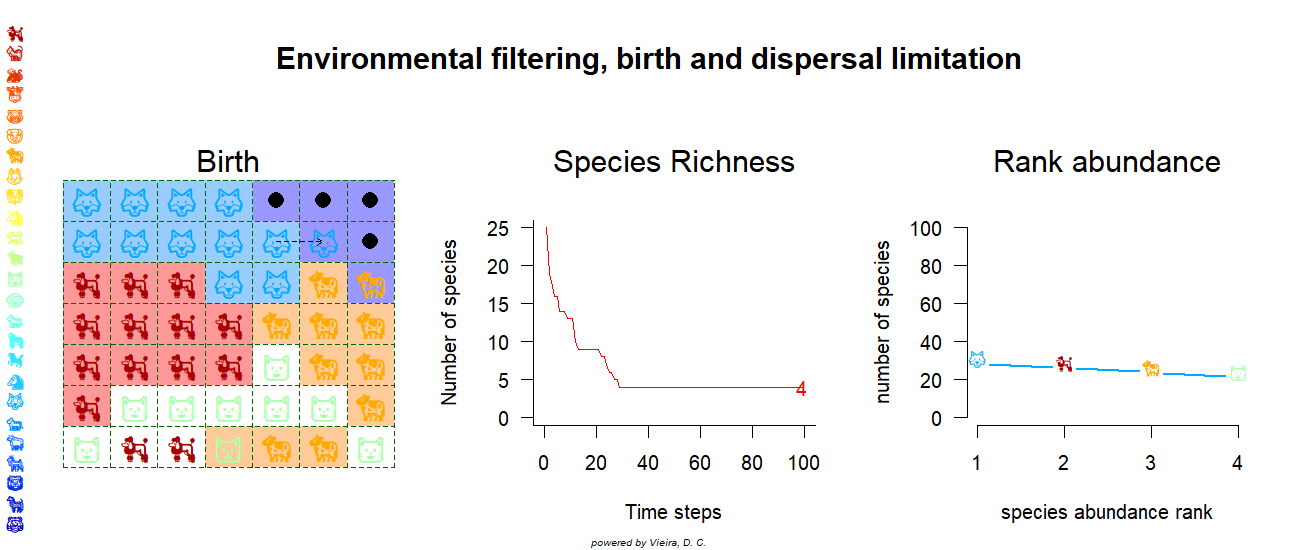 Environmental filtering, birth and dispersal limitation
Birth
Species Richness
Number of species
25
20
15
10
5
0
4
0 20 40 60 80 100
Time steps
Rank abundance
number of species
100
80
60
40
20
0
1 2 3 4
species abundance rank
powered by Vieira, D. C.